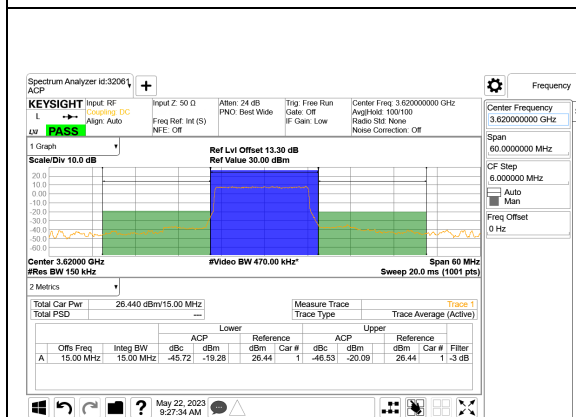 Spectrum Analyzer id:32061
ACP
Frequency
KEYSIGHT Input: RF Input Z: 50 Ω Atten: 24 dB Trig: Free Run Center Freq: 3.620000000 GHz
Coupling: DC PNO: Best Wide Gate: Off Avg|Hold: 100/100
L Align: Auto Freq Ref: Int (S) IF Gain: Low Radio Std: None
LXI PASS NFE: Off Noise Correction: Off
Center Frequency
3.620000000 GHz
Span
60.0000000 MHz
CF Step
6.000000 MHz
Auto
Man
Freq Offset
0 Hz
1 Graph
Ref Lvl Offset 13.30 dB
Scale/Div 10.0 dB Ref Value 30.00 dBm
20.0
10.0
0.00
-10.0
-20.0
-30.0
-40.0
-50.0
-60.0
Center 3.62000 GHz #Video BW 470.00 kHz* Span 60 MHz
#Res BW 150 kHz Sweep 20.0 ms (1001 pts)
2 Metrics
Total Car Pwr 26.440 dBm/15.00 MHz Measure Trace Trace 1
Total PSD --- Trace Type Trace Average (Active)
Lower Upper
ACP Reference ACP Reference
Offs Freq Integ BW dBc dBm dBm Car # dBc dBm dBm Car # Filter
A 15.00 MHz 15.00 MHz -45.72 -19.28 26.44 1 -46.53 -20.09 26.44 1 -3 dB
May 22, 2023
9:27:34 AM